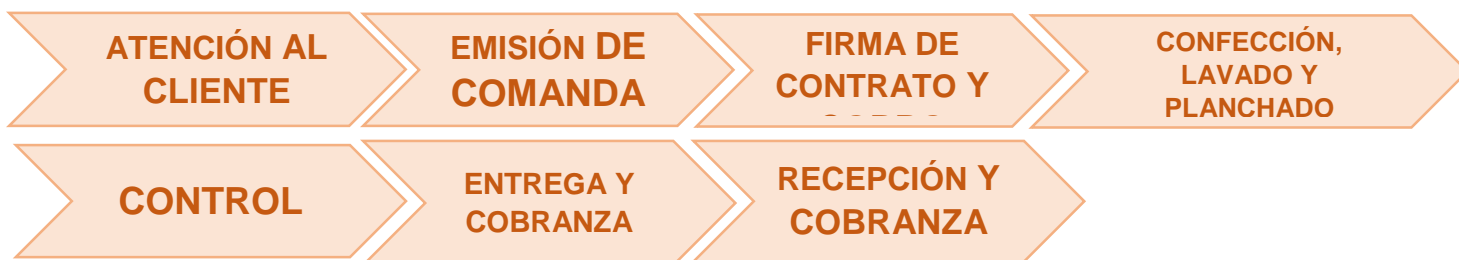 ATENCIÓN AL
CLIENTE
EMISIÓN DE
COMANDA
FIRMA DE
CONTRATO Y
CONFECCIÓN,
LAVADO Y
PLANCHADO
CONTROL
ENTREGA Y
COBRANZA
RECEPCIÓN Y
COBRANZA